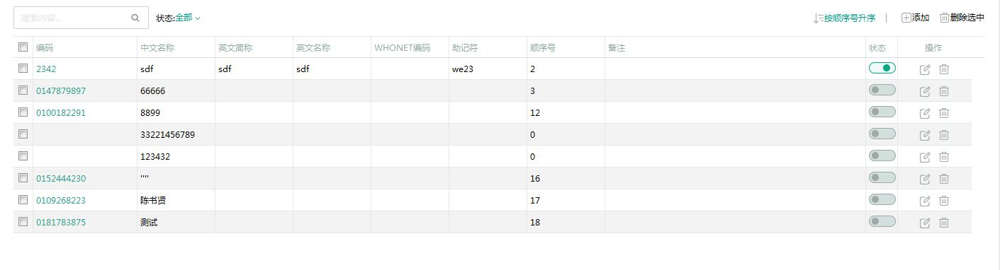 搜索内容... 状态:全部 按顺序号升序 | 添加 删除选中
编码 中文名称 英文简称 英文名称 WHONET编码 助记符 顺序号 备注 状态 操作
2342 sdf sdf sdf we23 2
0147879897 66666 3
0100182291 8899 12
33221456789 0
123432 0
0152444230 '''' 16
0109268223 陈书贤 17
0181783875 测试 18